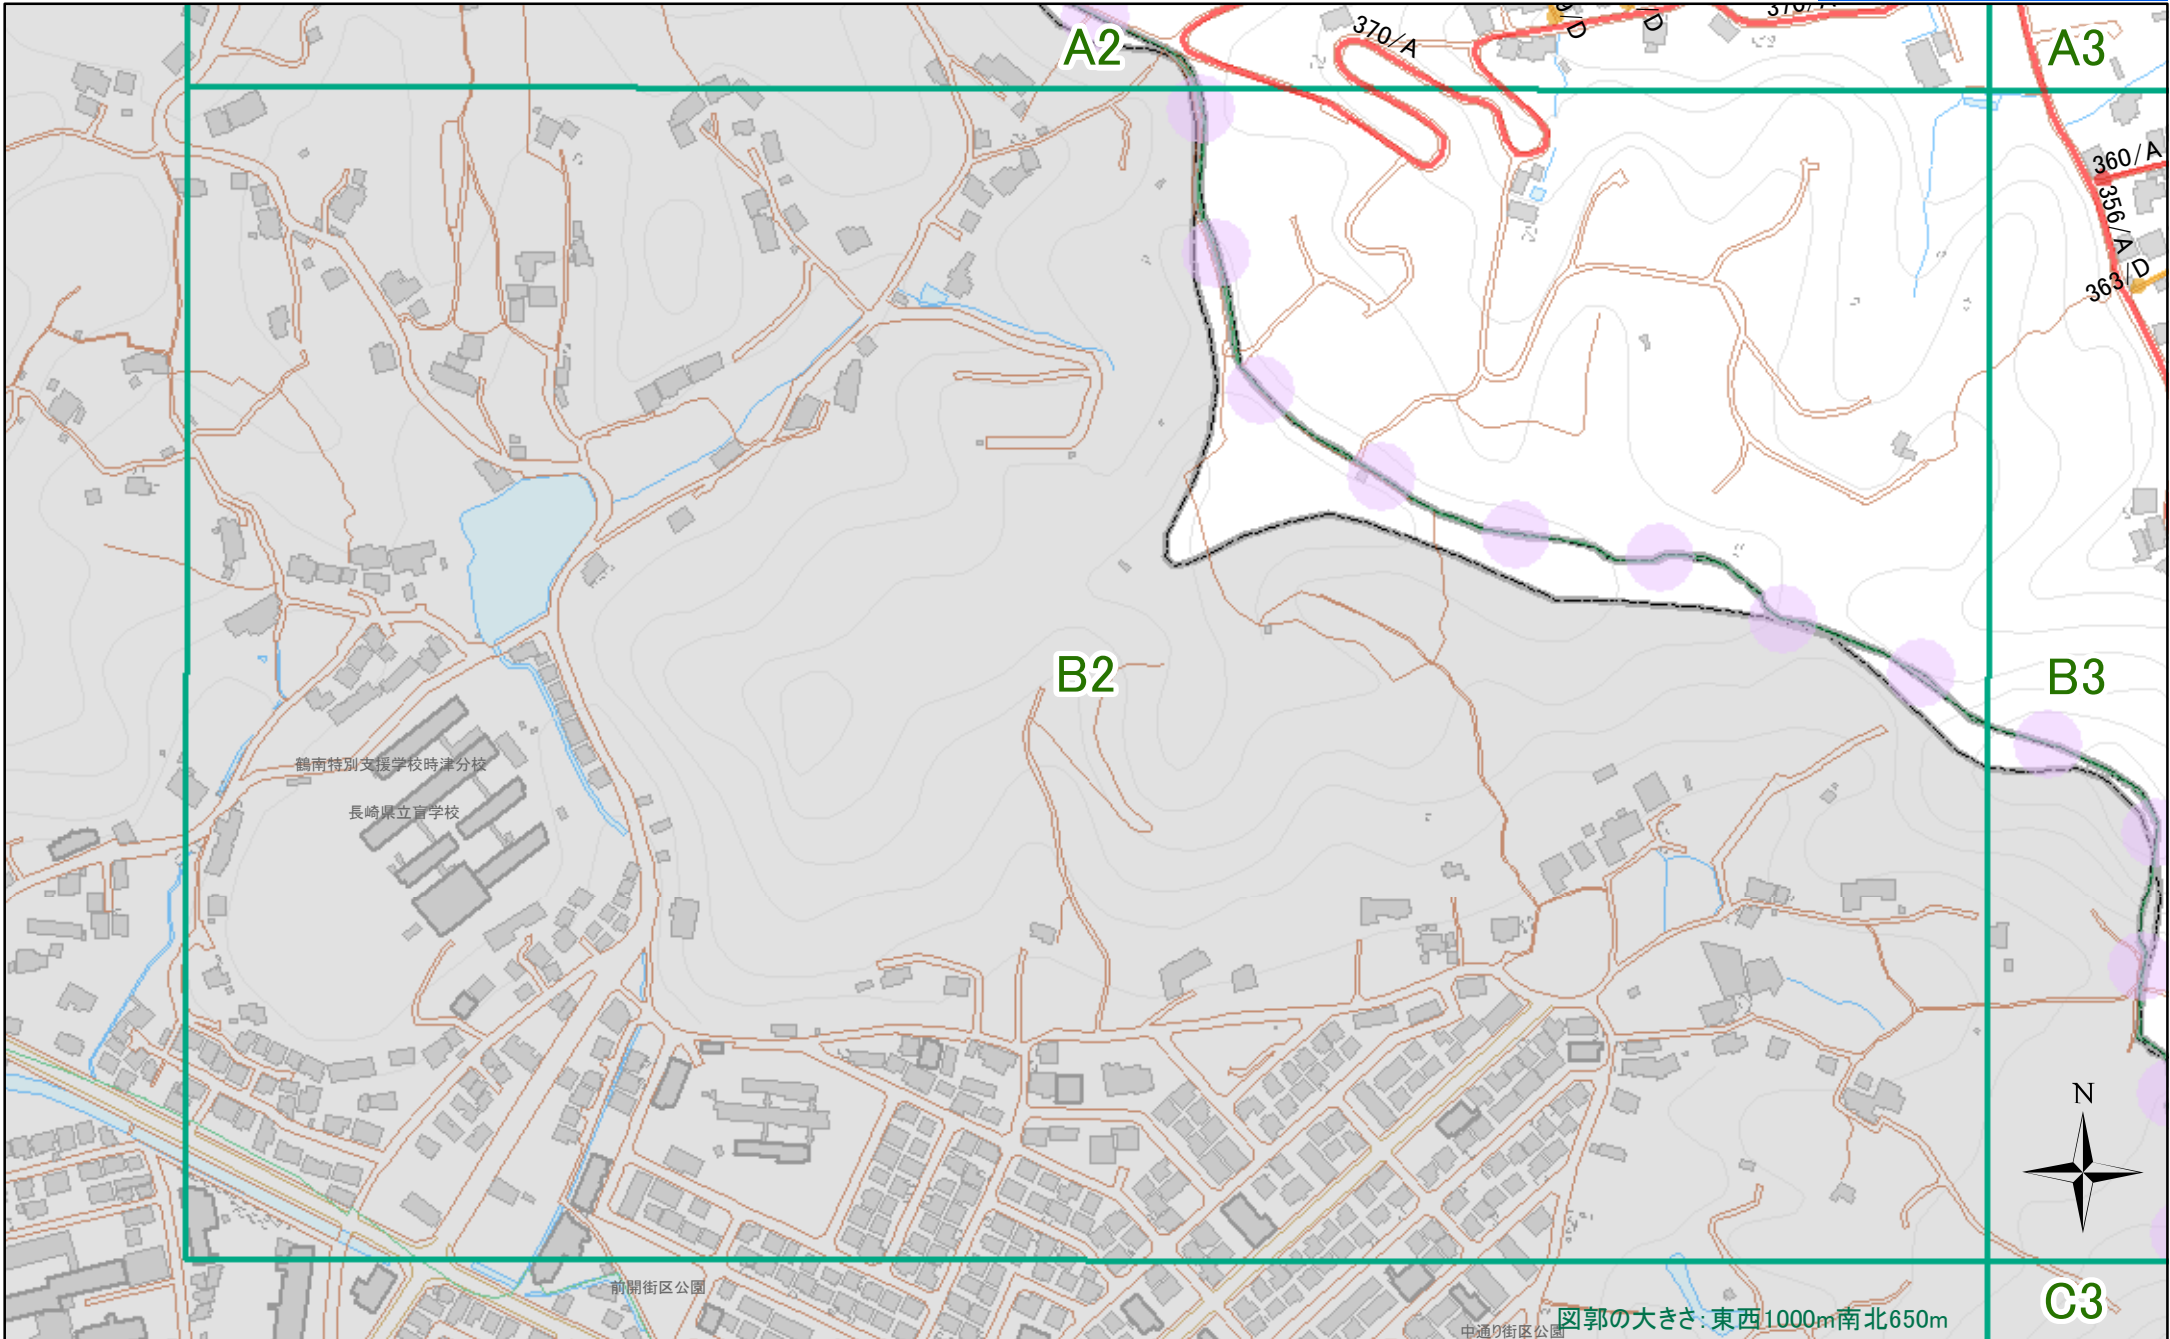 A2
370/A
A3
360/A
356/A
363/D
B2
B3
鶴南特別支援学校時津分校
長崎県立盲学校
N
前開街区公園
中通り街区公園
図郭の大きさ:東西1000m南北650m
C3